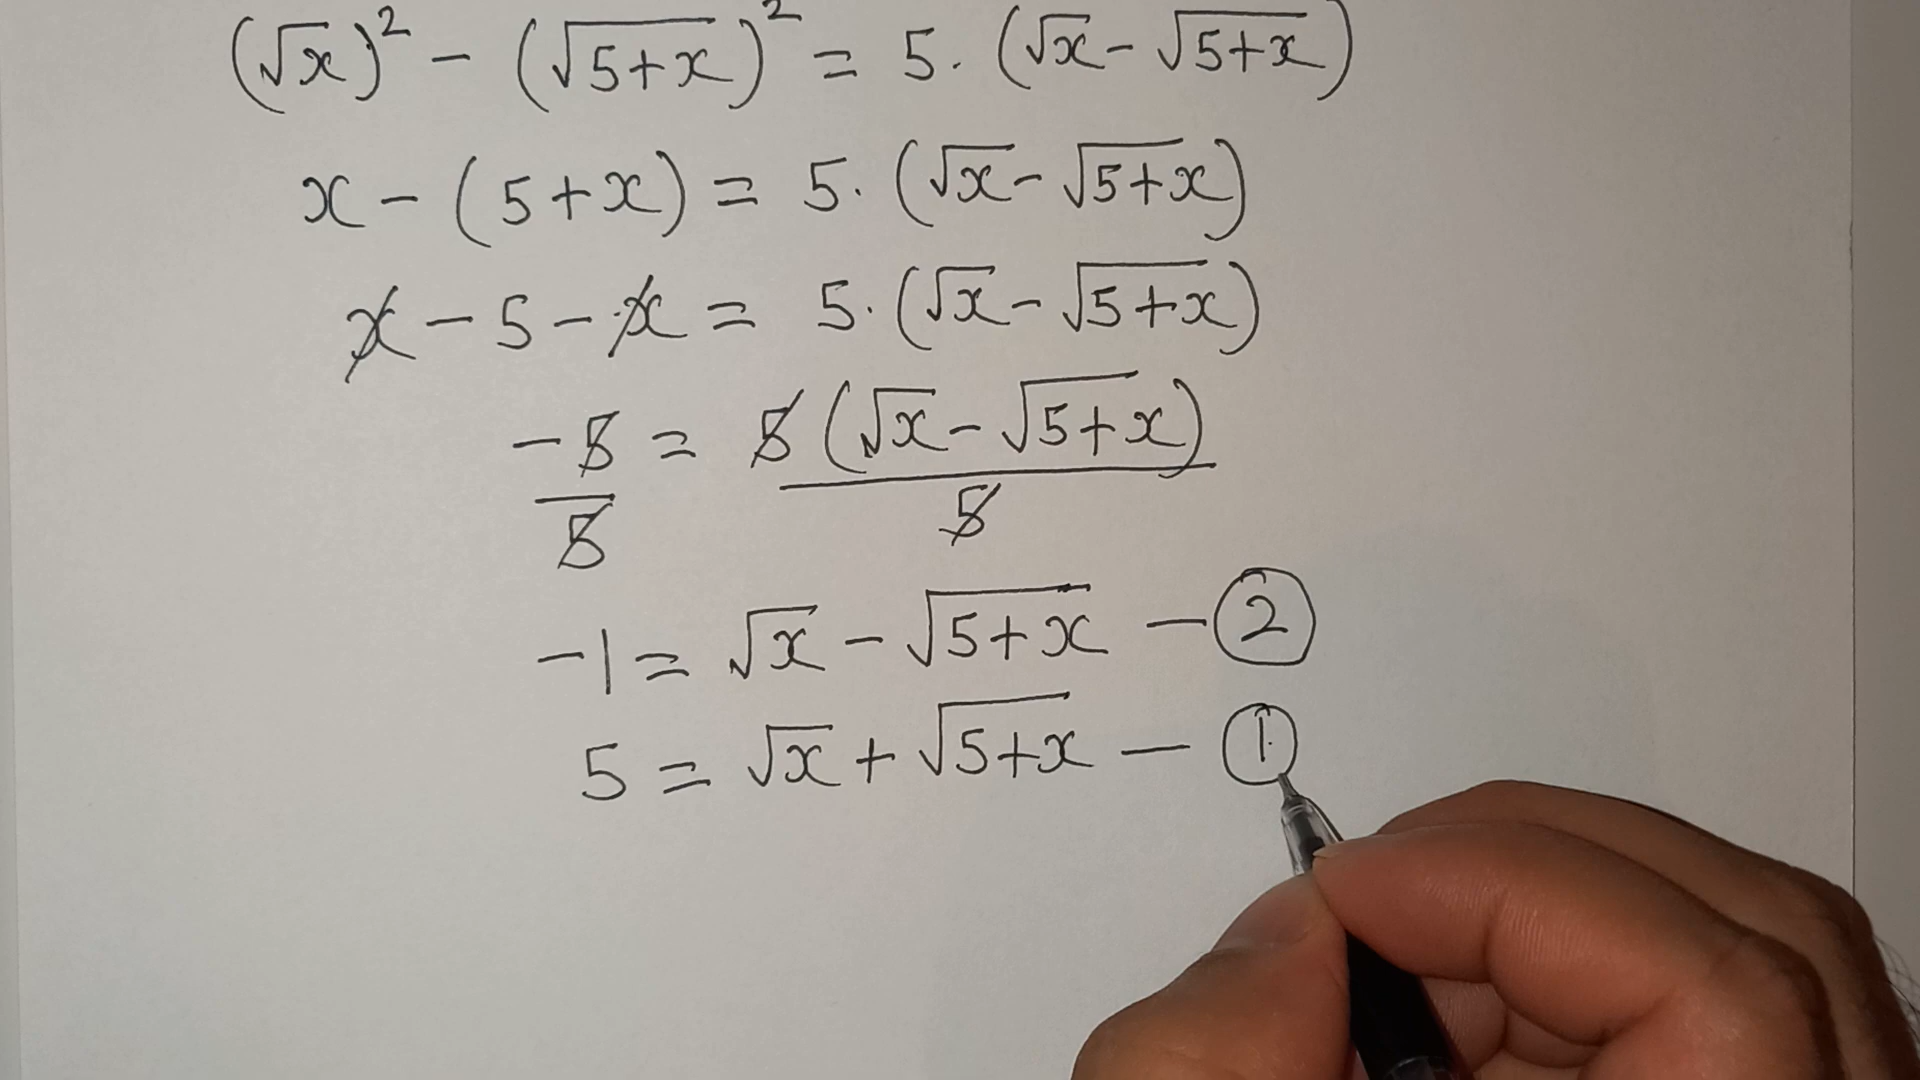 (√x)² - (√5+x)² = 5. (√x - √5+x)
x - (5+x) = 5. (√x - √5+x)
x - 5 - x = 5. (√x - √5+x)
-5/5 = 5(√x - √5+x)/5
-1 = √x - √5+x - ②
5 = √x + √5+x - ①